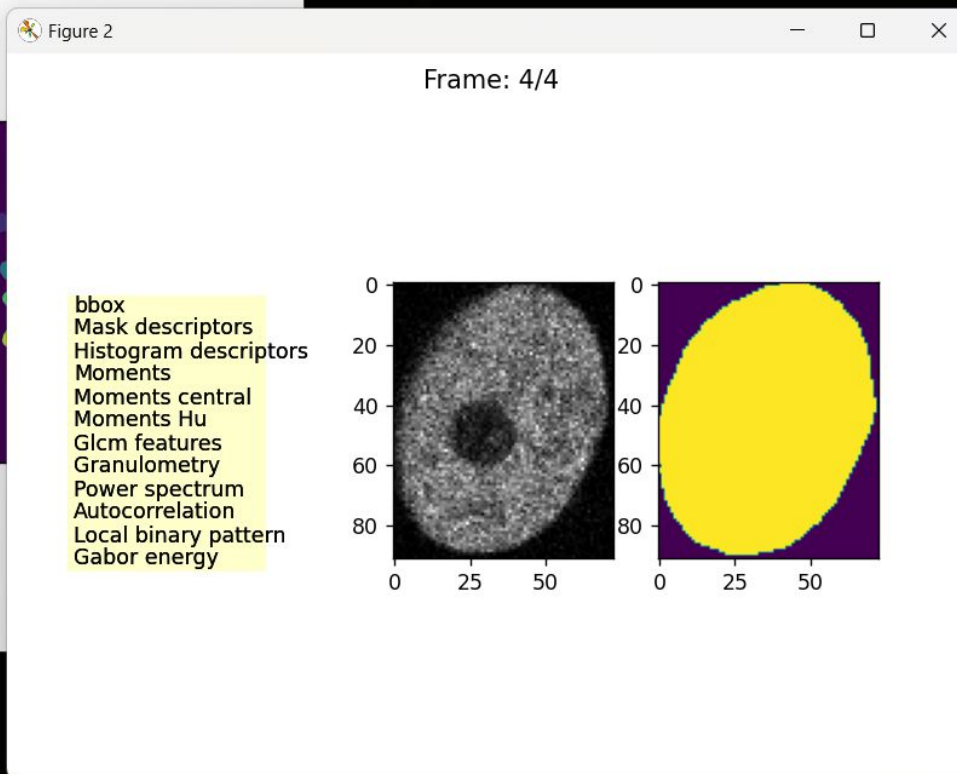 Figure 2
Frame: 4/4
bbox
Mask descriptors
Histogram descriptors
Moments
Moments central
Moments Hu
Glcm features
Granulometry
Power spectrum
Autocorrelation
Local binary pattern
Gabor energy
0
20
40
60
80
0 25 50
0
20
40
60
80
0 25 50